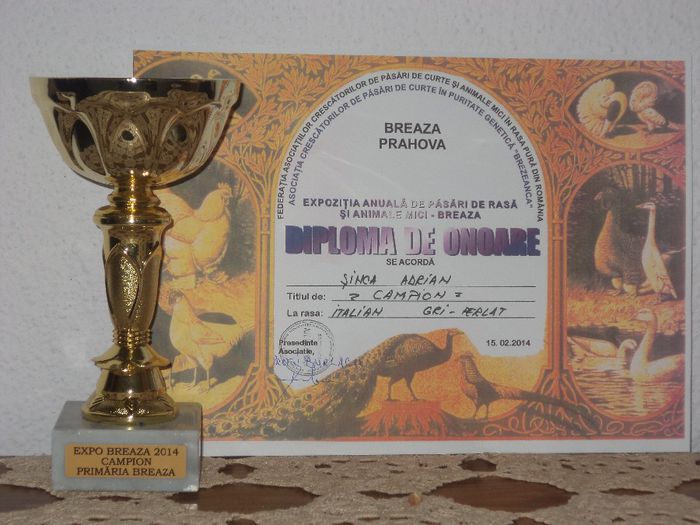 FEDERAȚIA ASOCIAȚIILOR CRESCĂTORILOR DE PĂSĂRI DE CURTE ȘI ANIMALE MICI ÎN RASA PURĂ DIN ROMÂNIA
ASOCIAȚIA CRESCĂTORILOR DE PĂSĂRI DE CURTE ÎN PURITATE GENETICĂ "BREZEANCA"
BREAZA
PRAHOVA
EXPOZIȚIA ANUALĂ DE PĂSĂRI DE RASĂ
ȘI ANIMALE MICI - BREAZA
DIPLOMA DE ONOARE
SE ACORDĂ
ȘINCA ADRIAN
Titlul de: "CAMPION"
La rasa: ITALIAN GRI-PERLAT
Președinte
Asociație,
15.02.2014
EXPO BREAZA 2014
CAMPION
PRIMĂRIA BREAZA